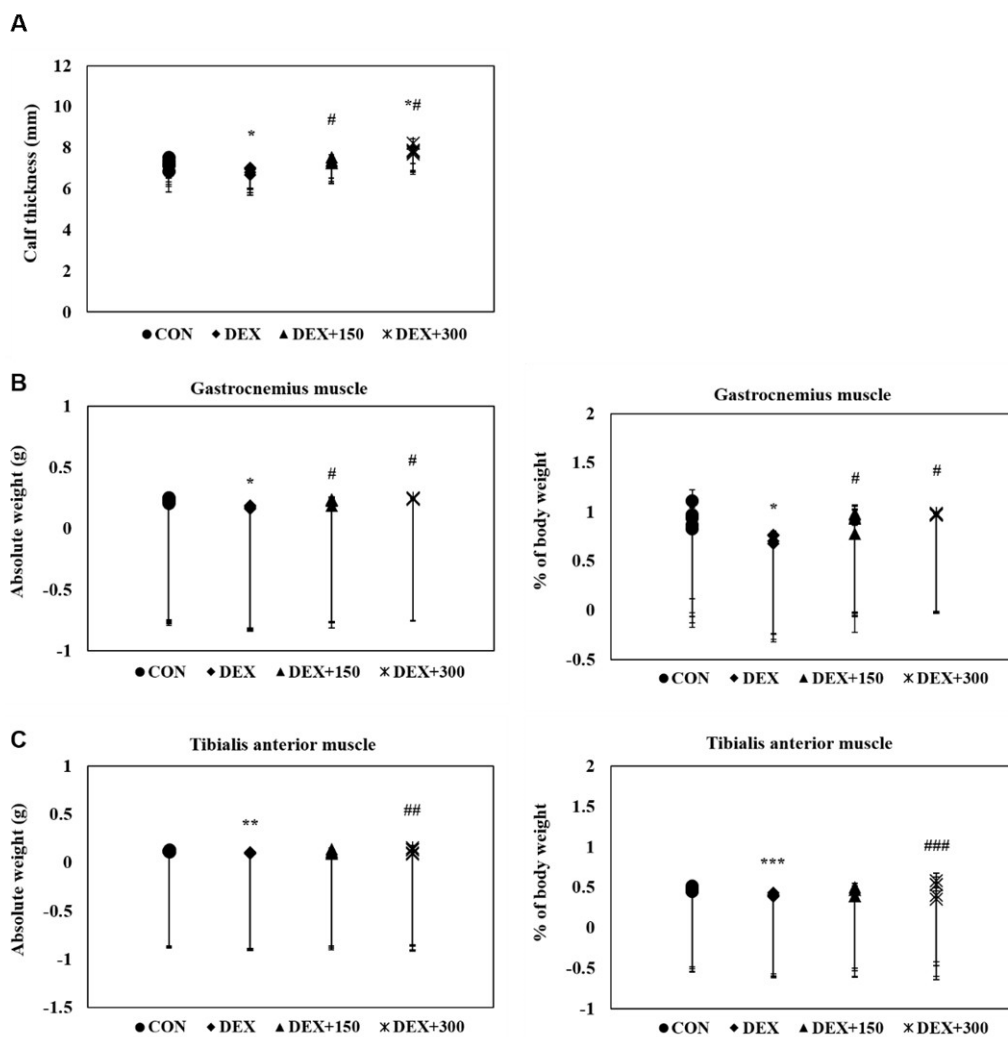 A
Calf thickness (mm)
12
10
8
6
4
2
0
*
#
*#
CON DEX DEX+150 DEX+300
B
Gastrocnemius muscle
Absolute weight (g)
1
0.5
0
-0.5
-1
*
#
#
CON DEX DEX+150 DEX+300
Gastrocnemius muscle
% of body weight
2
1.5
1
0.5
0
-0.5
*
#
#
CON DEX DEX+150 DEX+300
C
Tibialis anterior muscle
Absolute weight (g)
1
0.5
0
-0.5
-1
-1.5
**
##
CON DEX DEX+150 DEX+300
Tibialis anterior muscle
% of body weight
2
1.5
1
0.5
0
-0.5
-1
***
###
CON DEX DEX+150 DEX+300